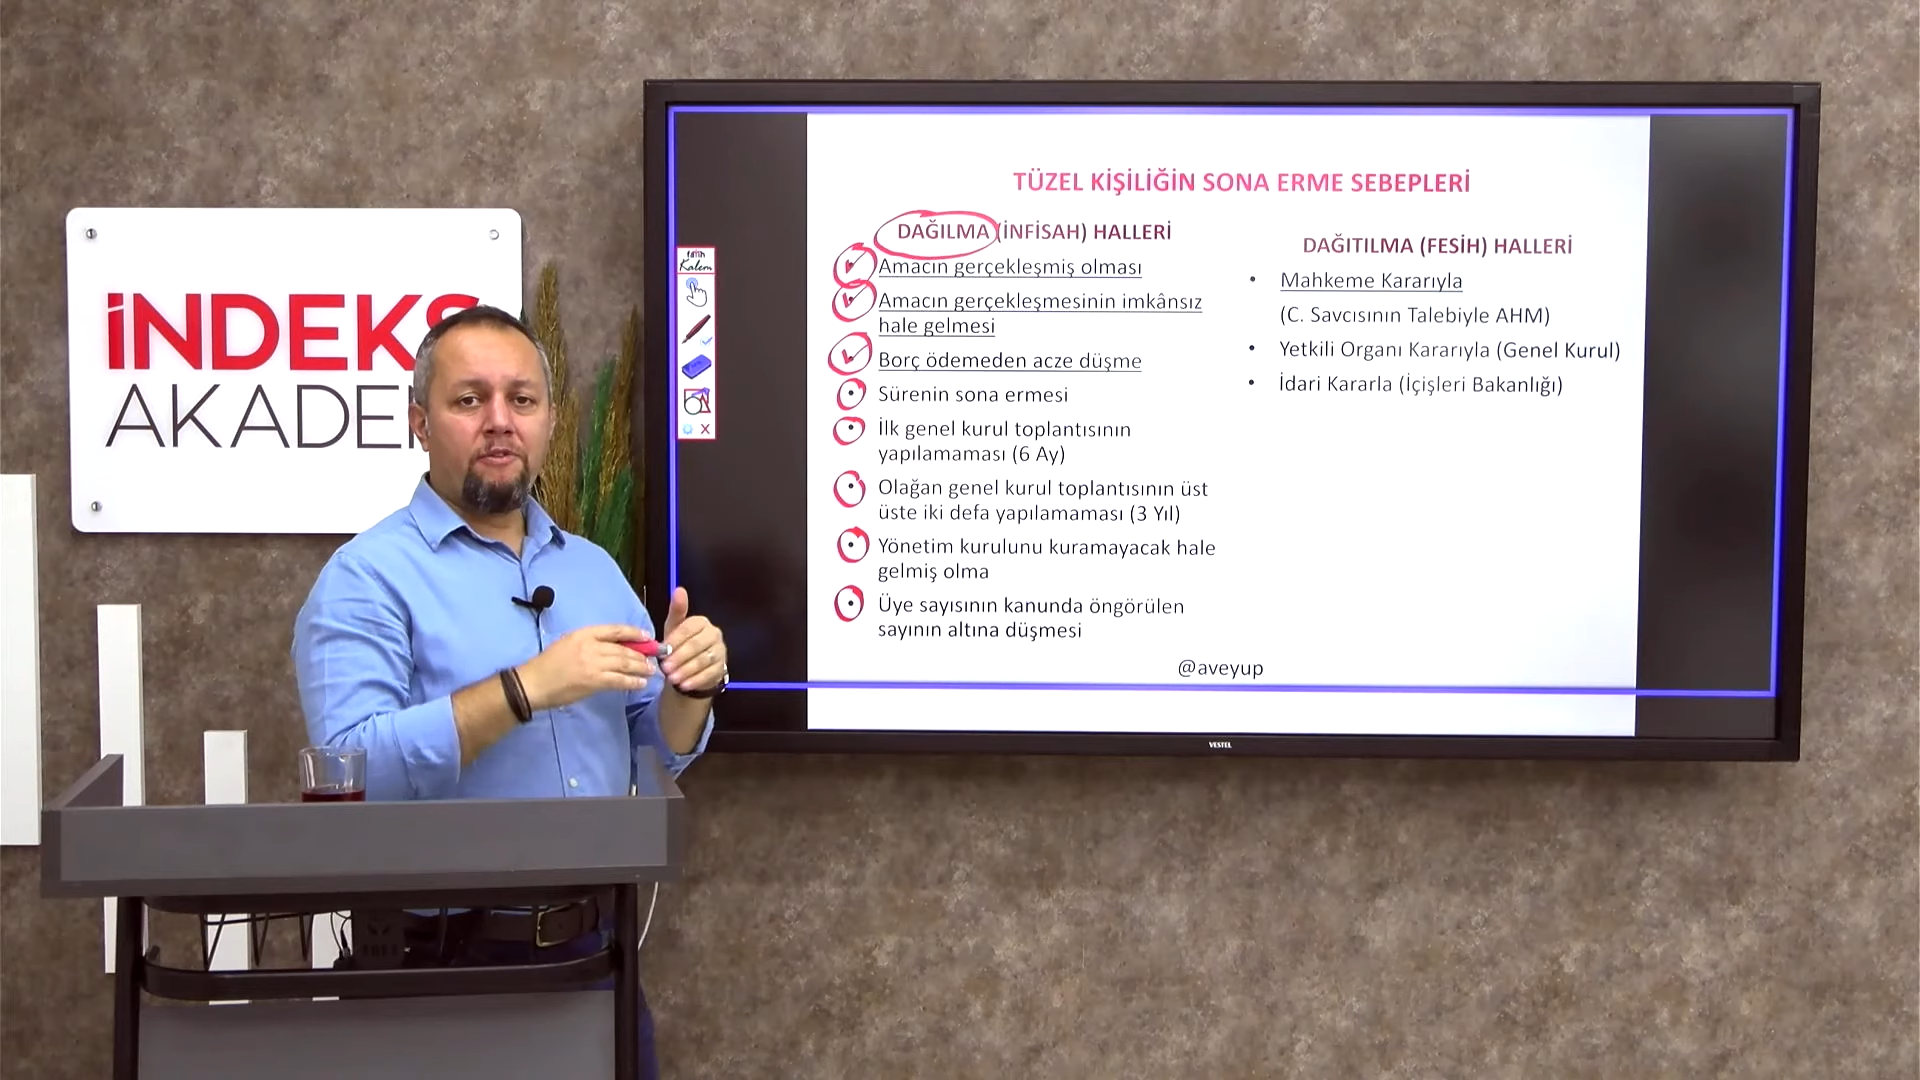 İNDEKS
AKADE
fatih
Kalem
TÜZEL KİŞİLİĞİN SONA ERME SEBEPLERİ
DAĞILMA (İNFİSAH) HALLERİ
Amacın gerçekleşmiş olması
Amacın gerçekleşmesinin imkânsız
hale gelmesi
Borç ödemeden acze düşme
• Sürenin sona ermesi
• İlk genel kurul toplantısının
yapılamaması (6 Ay)
• Olağan genel kurul toplantısının üst
üste iki defa yapılamaması (3 Yıl)
• Yönetim kurulunu kuramayacak hale
gelmiş olma
• Üye sayısının kanunda öngörülen
sayının altına düşmesi
DAĞITILMA (FESİH) HALLERİ
• Mahkeme Kararıyla
(C. Savcısının Talebiyle AHM)
• Yetkili Organı Kararıyla (Genel Kurul)
• İdari Kararla (İçişleri Bakanlığı)
@aveyup
VESTEL